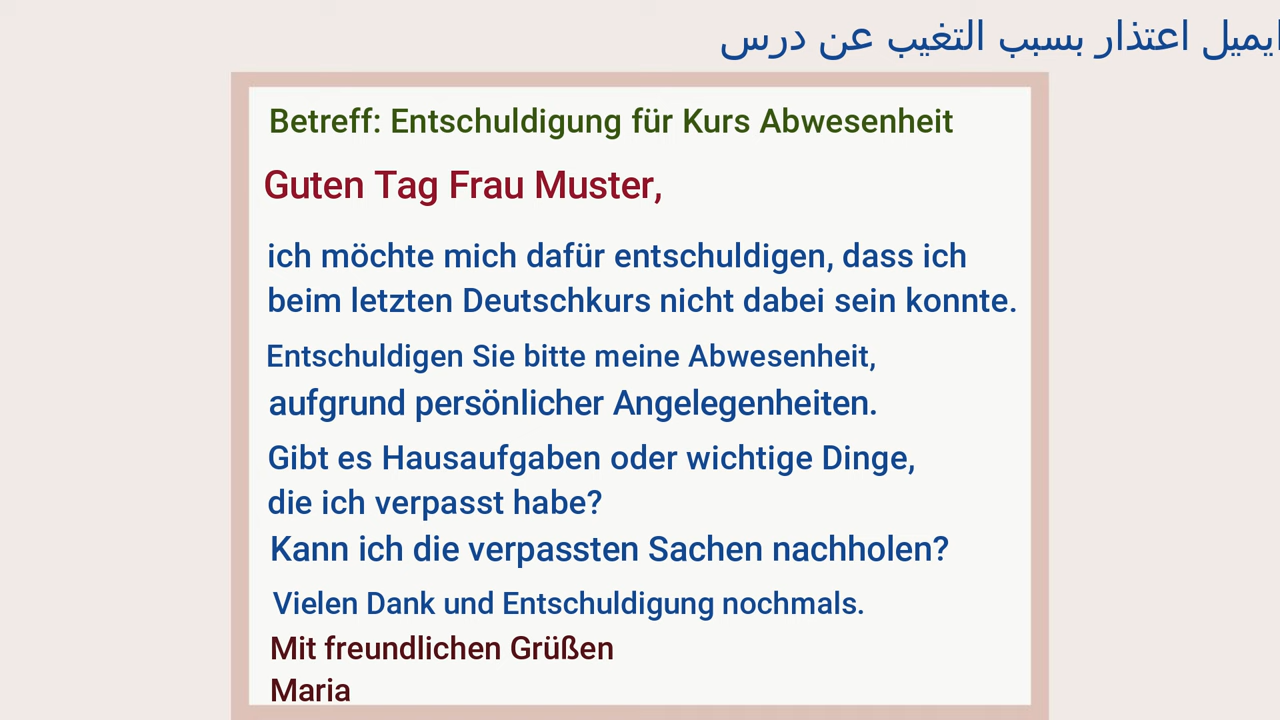 ايميل اعتذار بسبب التغيب عن درس
Betreff: Entschuldigung für Kurs Abwesenheit
Guten Tag Frau Muster,
ich möchte mich dafür entschuldigen, dass ich
beim letzten Deutschkurs nicht dabei sein konnte.
Entschuldigen Sie bitte meine Abwesenheit,
aufgrund persönlicher Angelegenheiten.
Gibt es Hausaufgaben oder wichtige Dinge,
die ich verpasst habe?
Kann ich die verpassten Sachen nachholen?
Vielen Dank und Entschuldigung nochmals.
Mit freundlichen Grüßen
Maria